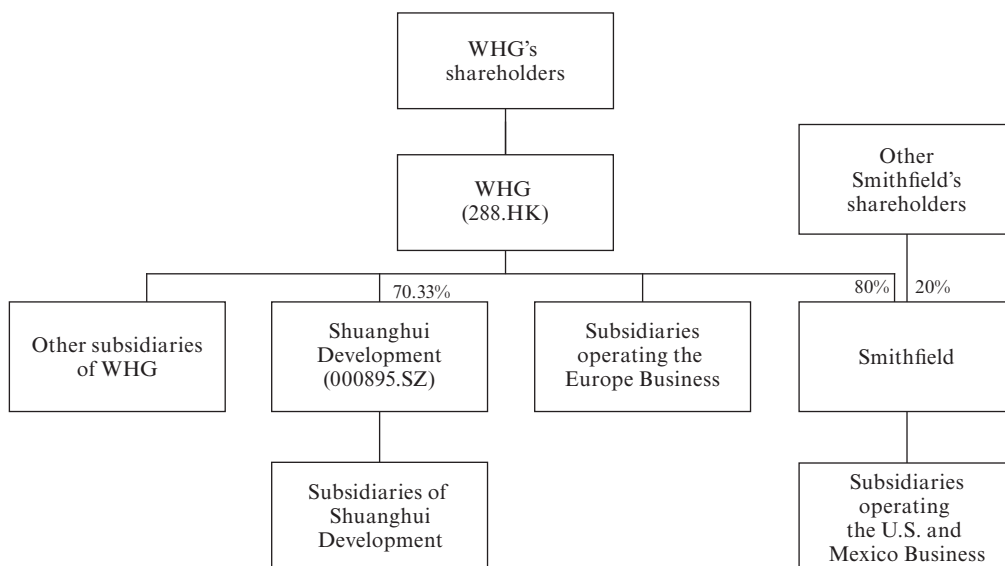 WHG's
shareholders
WHG
(288.HK)
Other
Smithfield's
shareholders
70.33%
80%
20%
Other subsidiaries
of WHG
Shuanghui
Development
(000895.SZ)
Subsidiaries
operating the
Europe Business
Smithfield
Subsidiaries of
Shuanghui
Development
Subsidiaries
operating
the U.S. and
Mexico Business